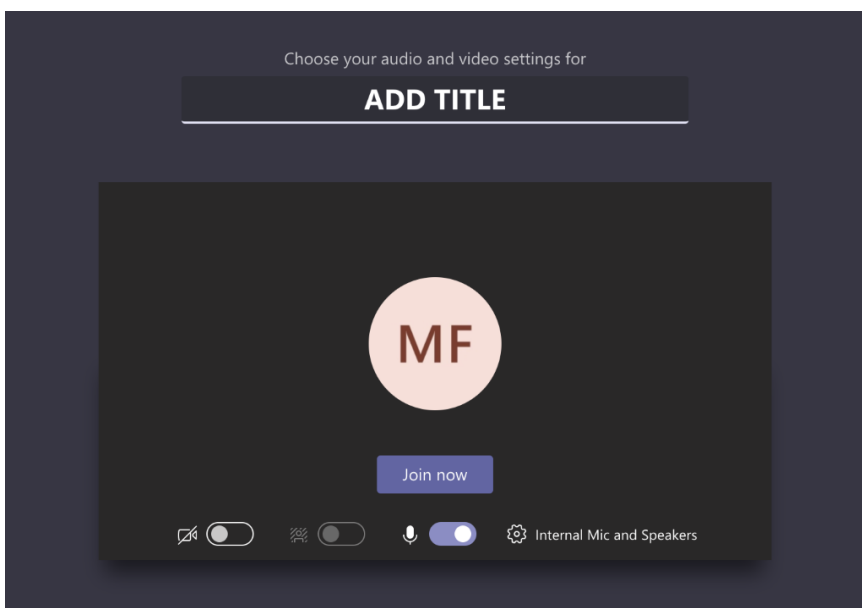 Choose your audio and video settings for
ADD TITLE
MF
Join now
Internal Mic and Speakers